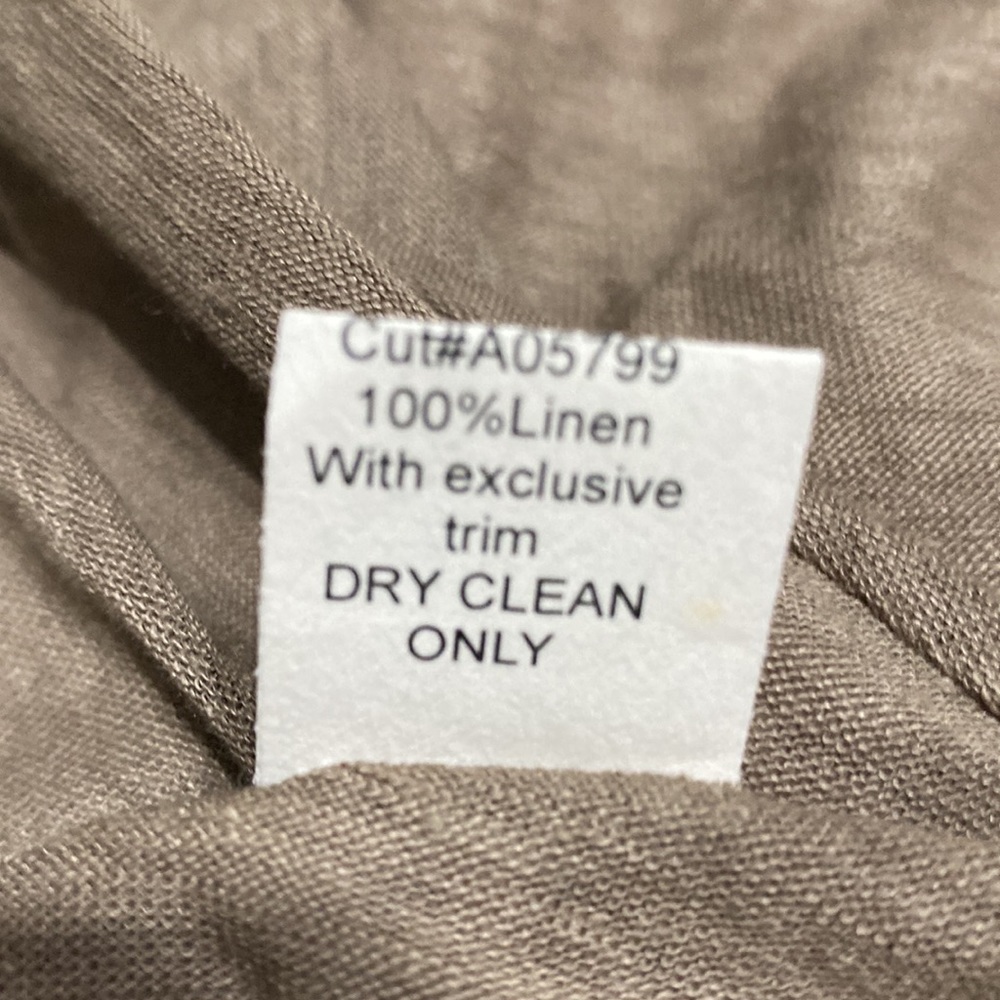 Cut#A05799
100%Linen
With exclusive
trim
DRY CLEAN
ONLY